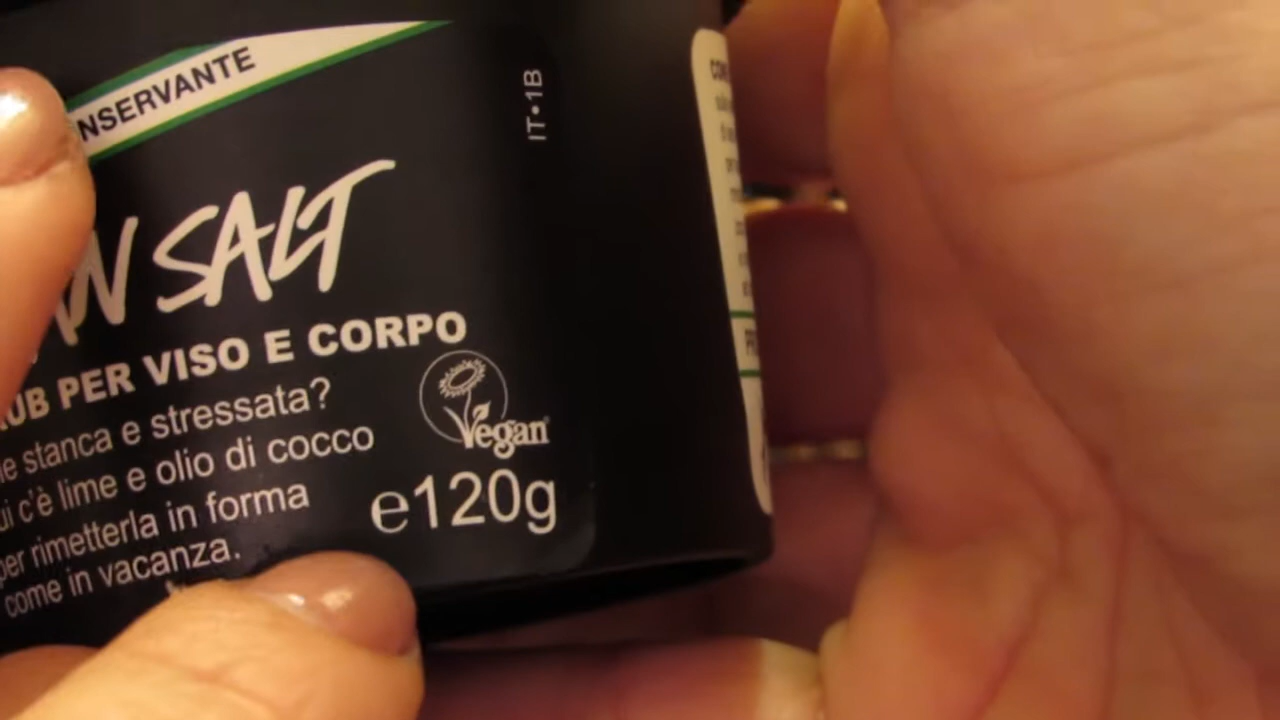 NSERVANTE
IT•1B
N SALT
UB PER VISO E CORPO
le stanca e stressata?
ui c'è lime e olio di cocco
per rimetterla in forma
come in vacanza.
Vegan
e120g